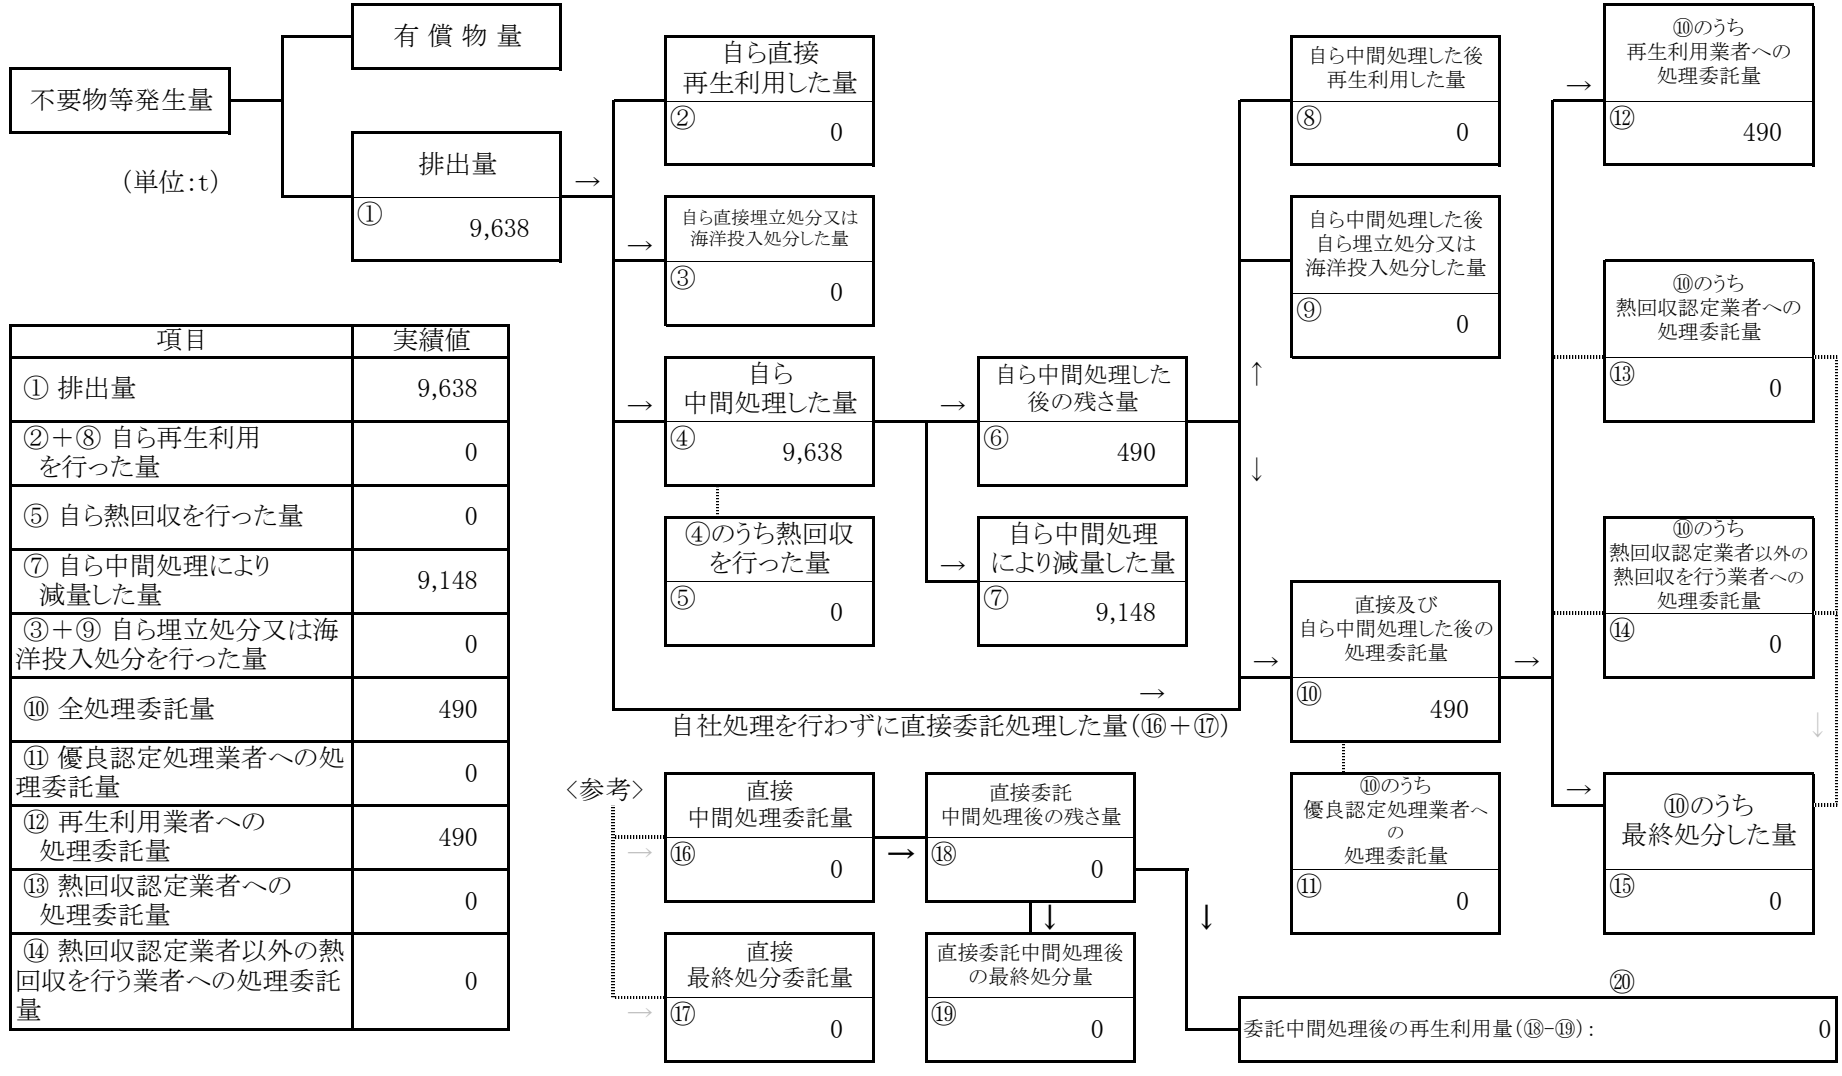 不要物等発生量
有 償 物 量
(単位:t)
排出量
①
9,638
→
自ら直接
再生利用した量
②
0
→
自ら直接埋立処分又は
海洋投入処分した量
③
0
→
自ら
中間処理した量
④
9,638
④のうち熱回収
を行った量
⑤
0
→
自ら中間処理した
後の残さ量
⑥
490
→
自ら中間処理
により減量した量
⑦
9,148
自ら中間処理した後
再生利用した量
⑧
0
自ら中間処理した後
自ら埋立処分又は
海洋投入処分した量
⑨
0
↑
↓
→
自社処理を行わずに直接委託処理した量(⑯+⑰)
→
直接及び
自ら中間処理した後の
処理委託量
⑩
490
⑩のうち
優良認定処理業者へ
の
処理委託量
⑪
0
→
→
⑩のうち
再生利用業者への
処理委託量
⑫
490
⑩のうち
熱回収認定業者への
処理委託量
⑬
0
⑩のうち
熱回収認定業者以外の
熱回収を行う業者への
処理委託量
⑭
0
↓
→
⑩のうち
最終処分した量
⑮
0
項目 実績値
① 排出量 9,638
②+⑧ 自ら再生利用
を行った量 0
⑤ 自ら熱回収を行った量 0
⑦ 自ら中間処理により
減量した量 9,148
③+⑨ 自ら埋立処分又は海
洋投入処分を行った量 0
⑩ 全処理委託量 490
⑪ 優良認定処理業者への処
理委託量 0
⑫ 再生利用業者への
処理委託量 490
⑬ 熱回収認定業者への
処理委託量 0
⑭ 熱回収認定業者以外の熱
回収を行う業者への処理委託 0
量
<参考>
→
直接
中間処理委託量
⑯
0
→
直接委託
中間処理後の残さ量
⑱
0
→
直接
最終処分委託量
⑰
0
↓
直接委託中間処理後
の最終処分量
⑲
0
↓
⑳
委託中間処理後の再生利用量(⑱-⑲): 0